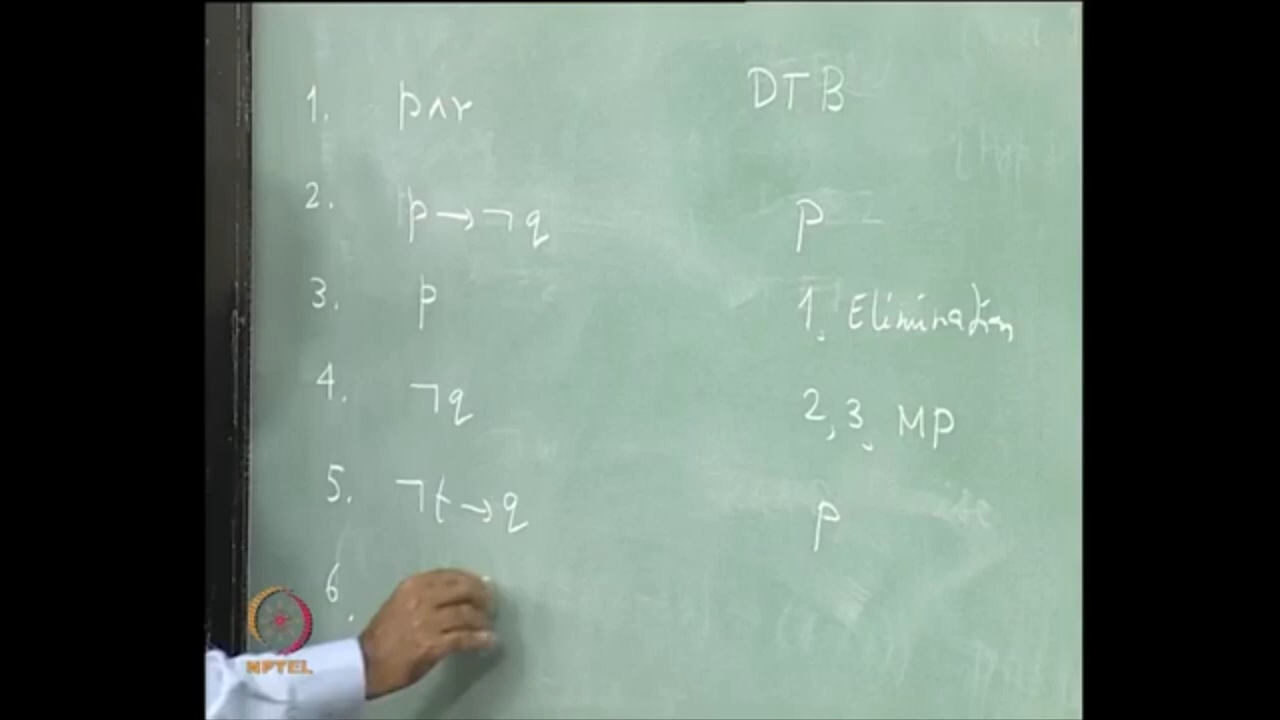 DTB
1. p∧r
2. p→¬q P
3. p 1. Elimination
4. ¬q 2,3. MP
5. ¬t→q P
6.
NPTEL